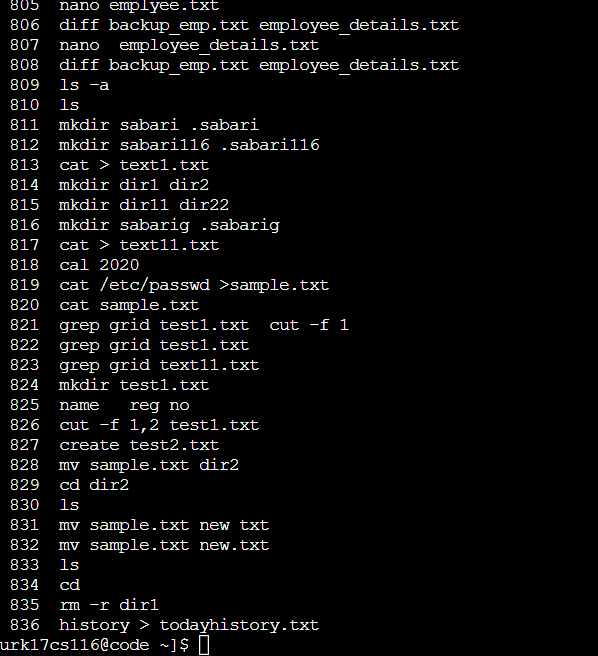 805 nano emplyee.txt
806 diff backup_emp.txt employee_details.txt
807 nano  employee_details.txt
808 diff backup_emp.txt employee_details.txt
809 ls -a
810 ls
811 mkdir sabari .sabari
812 mkdir sabari116 .sabari116
813 cat > text1.txt
814 mkdir dir1 dir2
815 mkdir dir11 dir22
816 mkdir sabarig .sabarig
817 cat > text11.txt
818 cal 2020
819 cat /etc/passwd >sample.txt
820 cat sample.txt
821 grep grid test1.txt  cut -f 1
822 grep grid test1.txt
823 grep grid text11.txt
824 mkdir test1.txt
825 name   reg no
826 cut -f 1,2 test1.txt
827 create test2.txt
828 mv sample.txt dir2
829 cd dir2
830 ls
831 mv sample.txt new txt
832 mv sample.txt new.txt
833 ls
834 cd
835 rm -r dir1
836 history > todayhistory.txt
urk17cs116@code ~]$